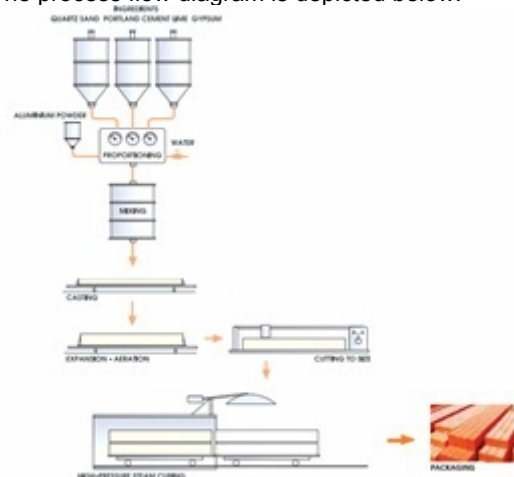 The process flow diagram is depicted below:
INGREDIENTS
QUARTZ SAND PORTLAND CEMENT LIME GYPSUM
ALUMINIUM POWDER
WATER
PROPORTIONING
MIXING
CASTING
EXPANSION - AERATION
CUTTING TO SIZE
HIGH-PRESSURE STEAM CURING
PACKAGING